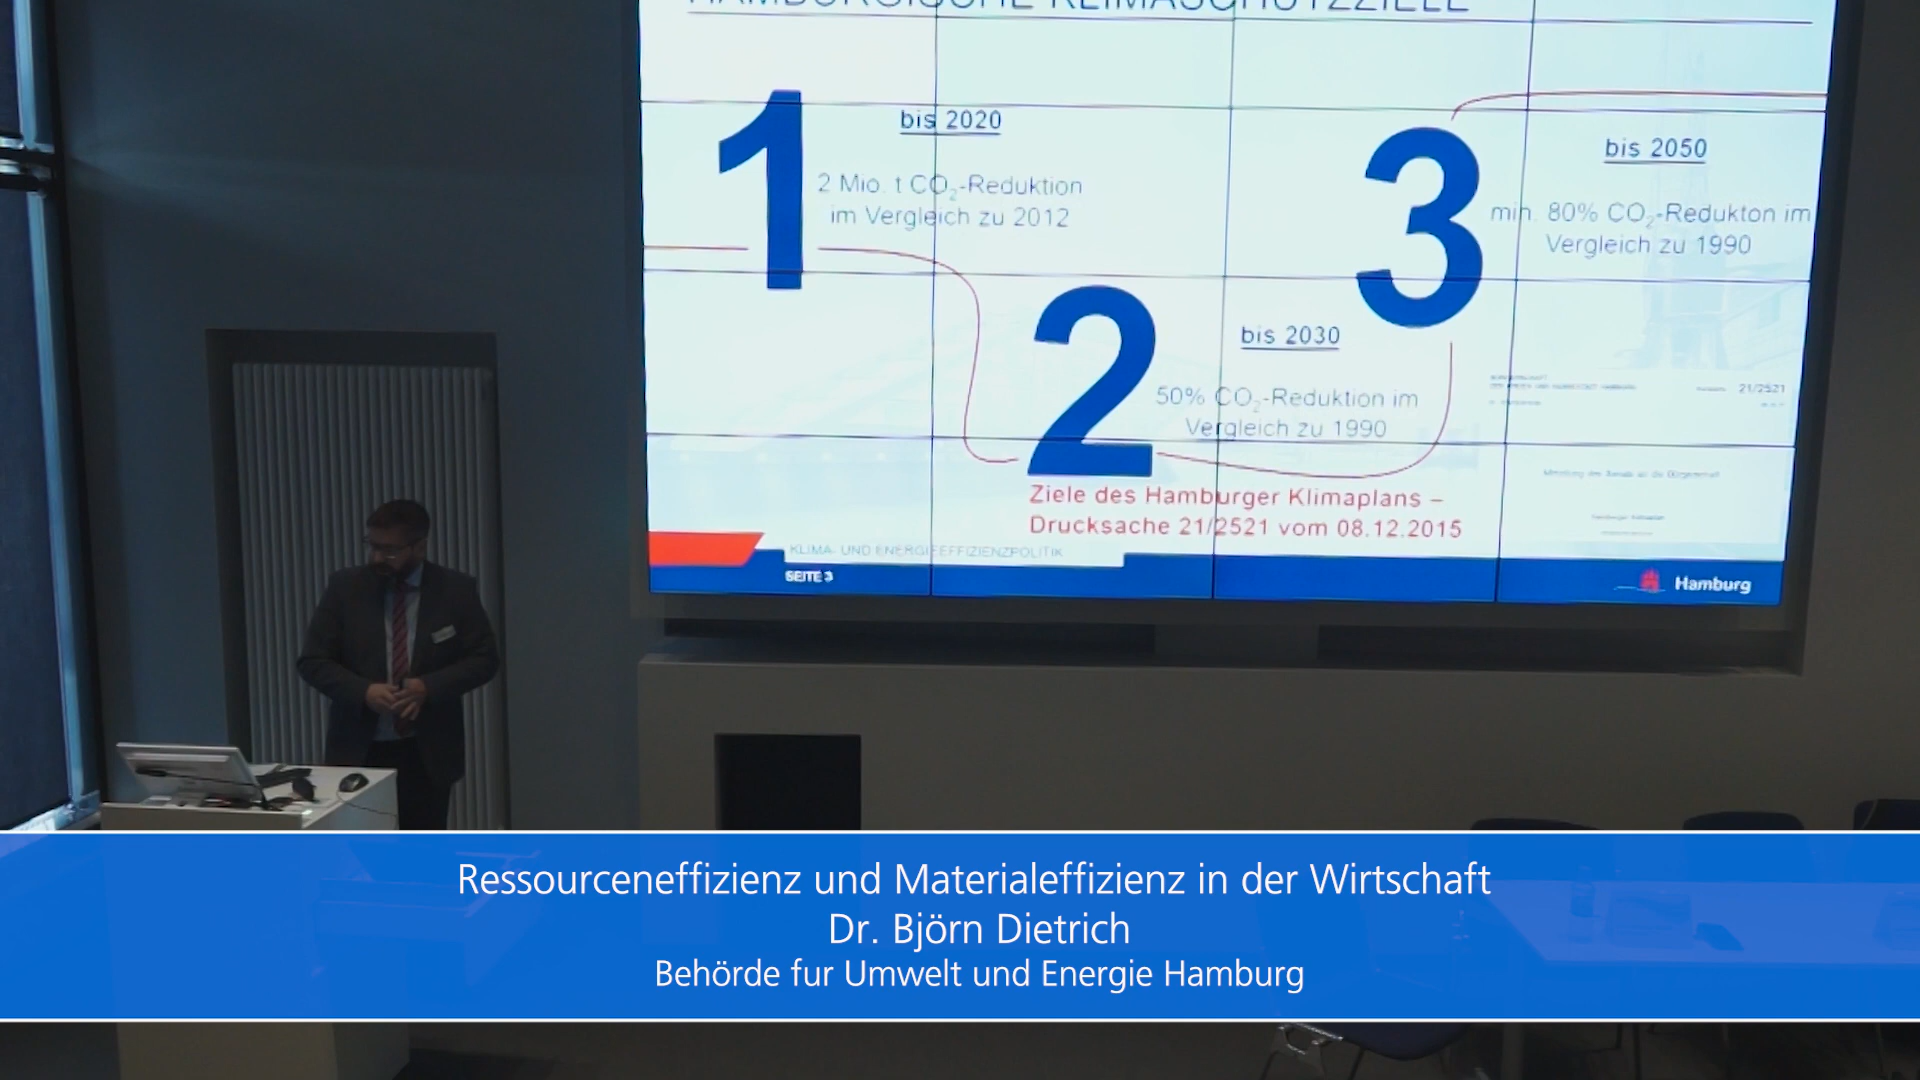 HAMBURGISCHE KLIMASCHUTZZIELE
1
bis 2020
2 Mio. t CO₂-Reduktion
im Vergleich zu 2012
3
bis 2050
min. 80% CO₂-Redukton im
Vergleich zu 1990
2
bis 2030
50% CO₂-Reduktion im
Vergleich zu 1990
21/2521
Ziele des Hamburger Klimaplans –
Drucksache 21/2521 vom 08.12.2015
KLIMA- UND ENERGIEEFFIZIENZPOLITIK
SEITE 3
Hamburg
Ressourceneffizienz und Materialeffizienz in der Wirtschaft
Dr. Björn Dietrich
Behörde fur Umwelt und Energie Hamburg